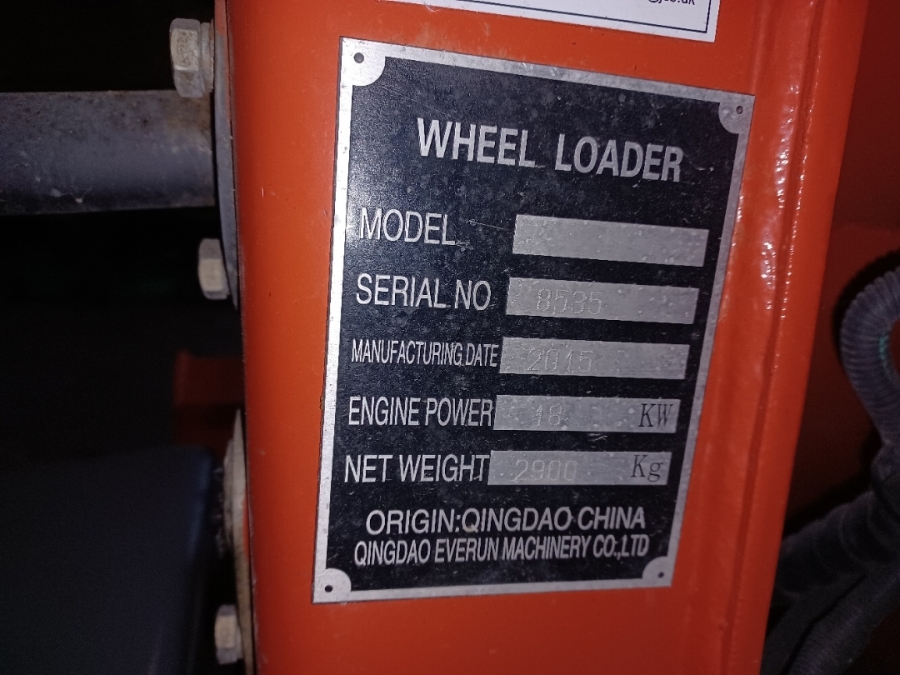 WHEEL LOADER
MODEL
SERIAL NO 8535
MANUFACTURING DATE 2015
ENGINE POWER 18 KW
NET WEIGHT 2900 Kg
ORIGIN:QINGDAO CHINA
QINGDAO EVERUN MACHINERY CO.,LTD